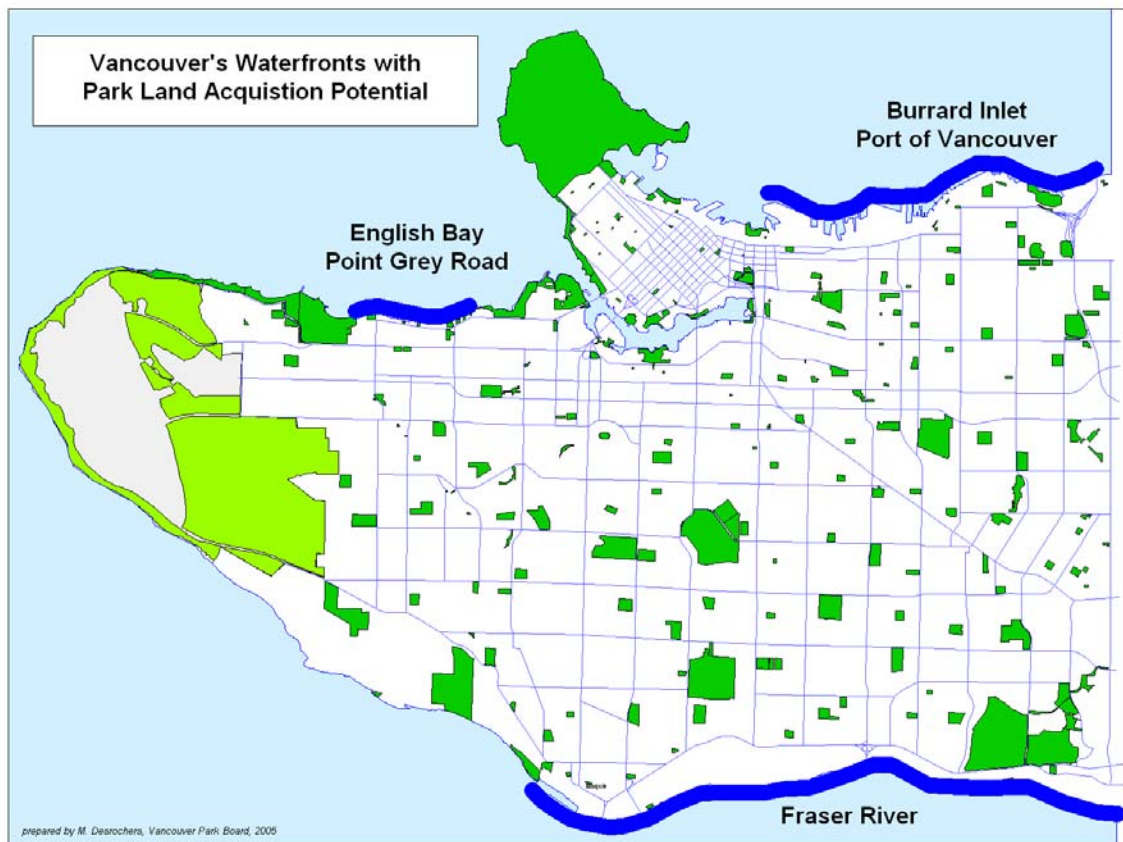 Vancouver's Waterfronts with
Park Land Acquistion Potential
Burrard Inlet
Port of Vancouver
English Bay
Point Grey Road
Fraser River
prepared by M. Desrochers, Vancouver Park Board, 2005